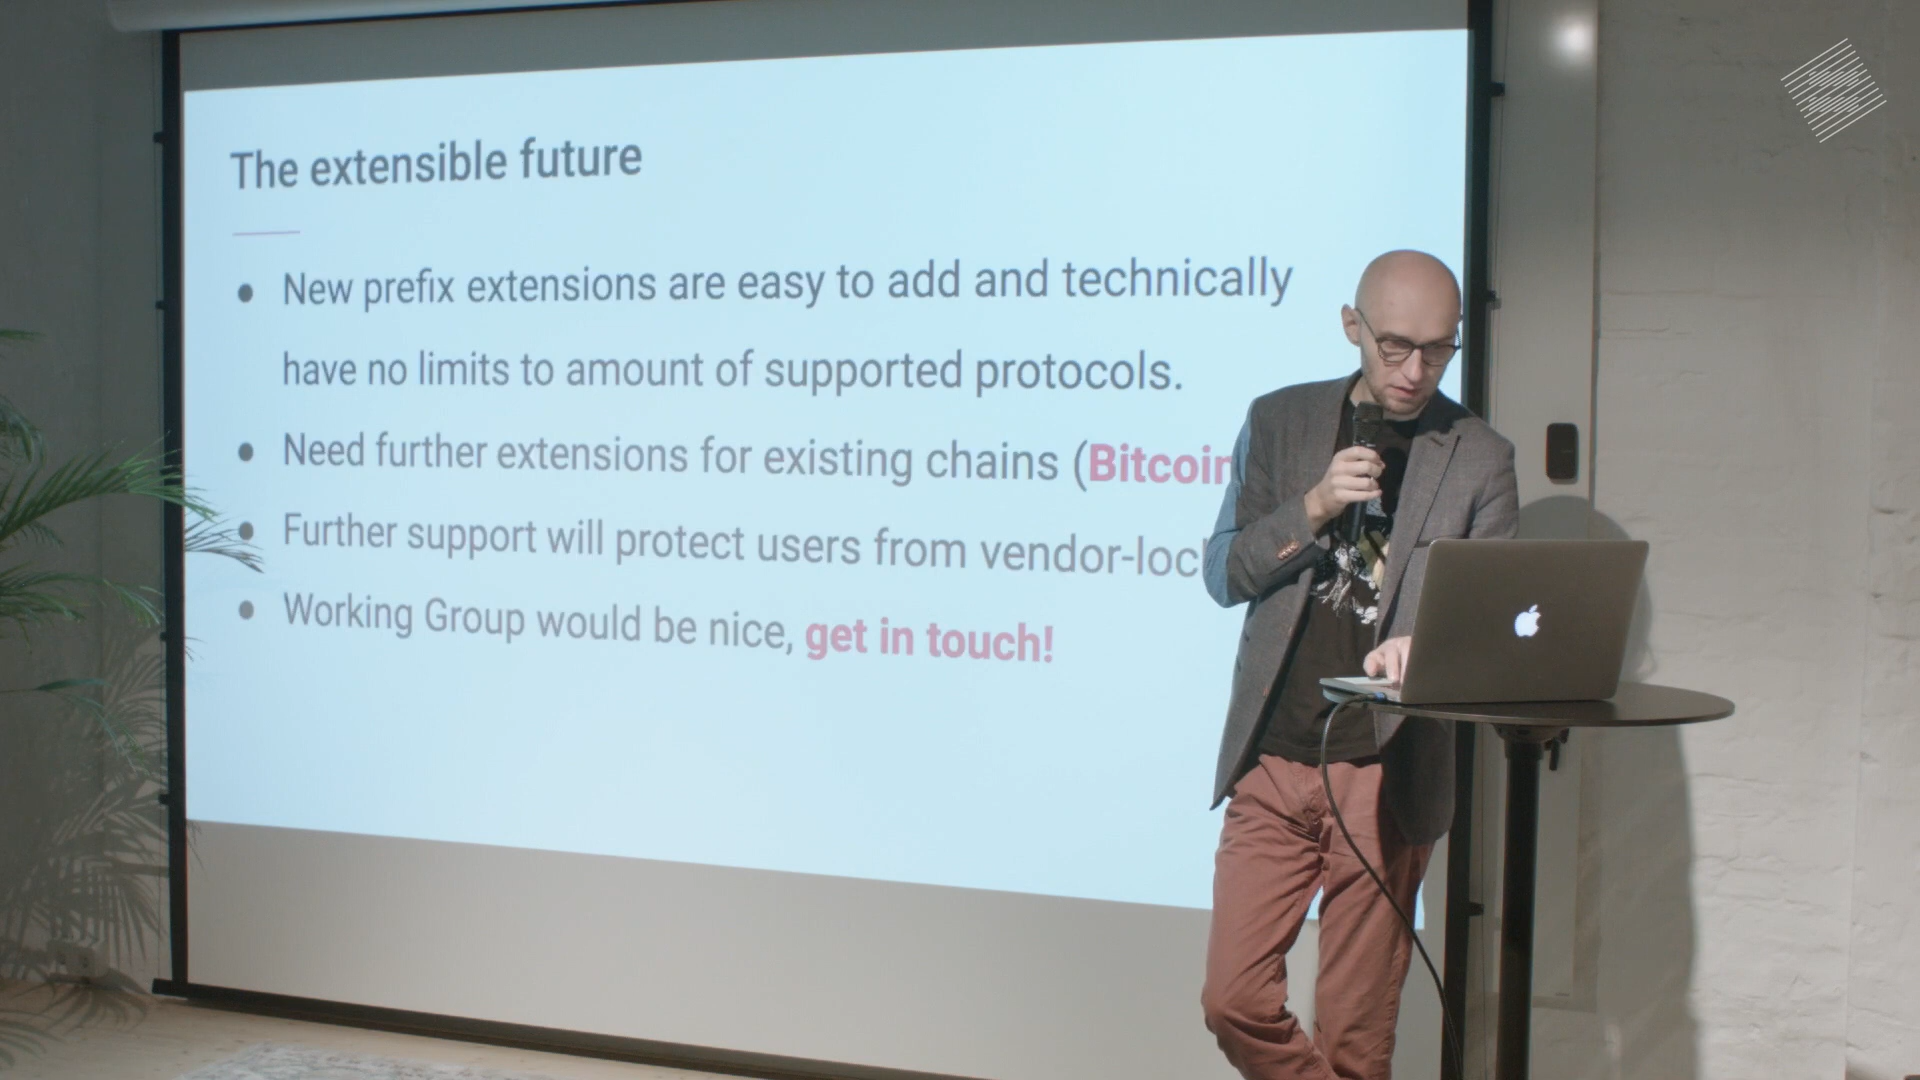 The extensible future
New prefix extensions are easy to add and technically
have no limits to amount of supported protocols.
Need further extensions for existing chains (Bitcoin
Further support will protect users from
Working Group would be nice, get in touch!